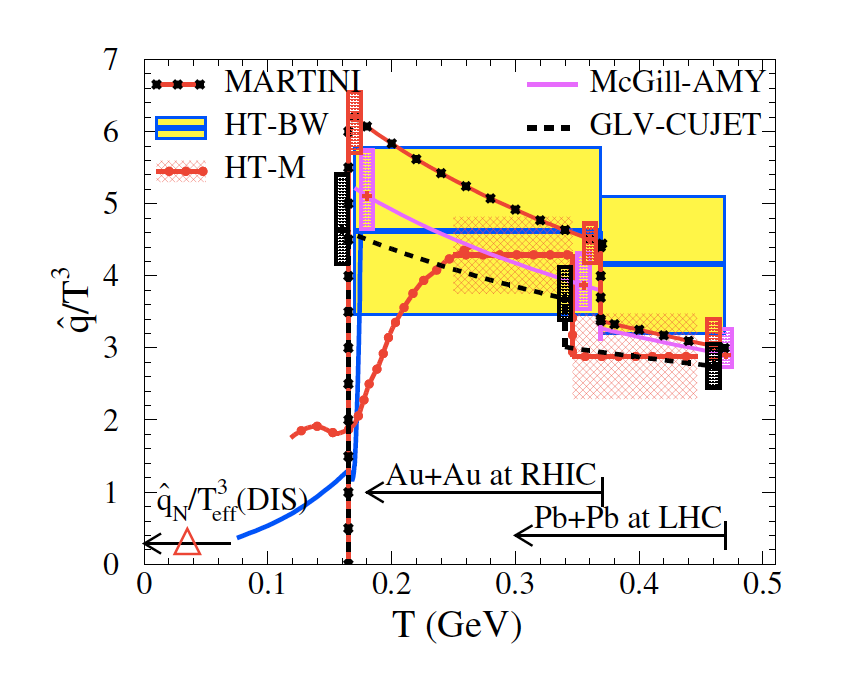 7
6
5
4
3
2
1
0
q̂/T³
MARTINI
HT-BW
HT-M
McGill-AMY
GLV-CUJET
Au+Au at RHIC
q̂_N/T³_eff(DIS)
Pb+Pb at LHC
0 0.1 0.2 0.3 0.4 0.5
T (GeV)